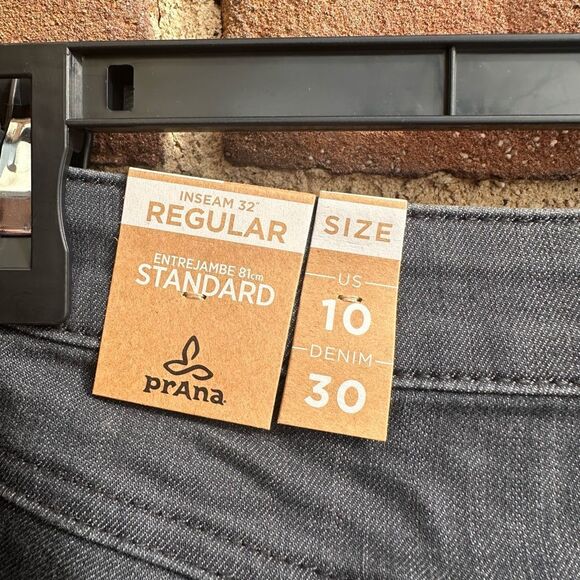 INSEAM 32"
REGULAR
ENTREJAMBE 81cm
STANDARD
prAna
SIZE
US
10
DENIM
30